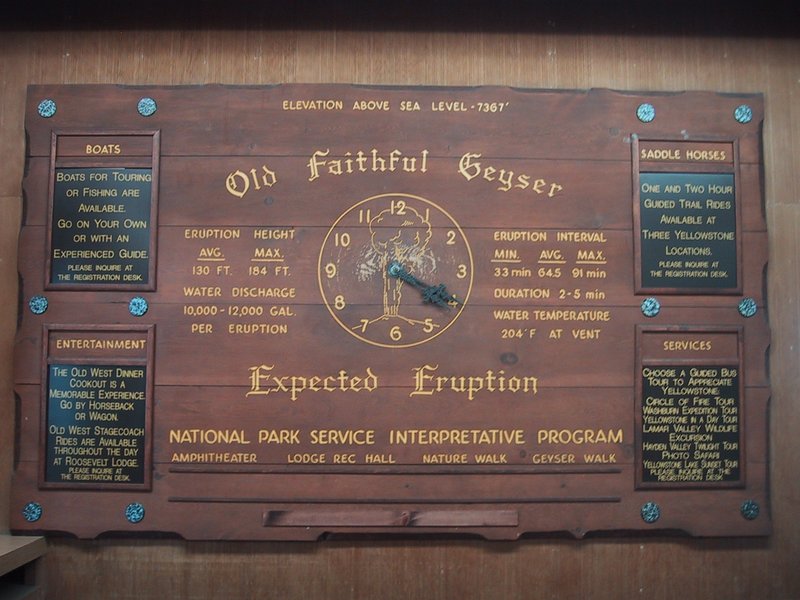 ELEVATION ABOVE SEA LEVEL - 7367'
Old Faithful Geyser
BOATS
BOATS FOR TOURING
OR FISHING ARE
AVAILABLE.
GO ON YOUR OWN
OR WITH AN
EXPERIENCED GUIDE.
PLEASE INQUIRE AT
THE REGISTRATION DESK.
ERUPTION HEIGHT
AVG. MAX.
130 FT. 184 FT.
WATER DISCHARGE
10,000 - 12,000 GAL.
PER ERUPTION
12
1
2
3
4
5
6
7
8
9
10
11
ERUPTION INTERVAL
MIN. AVG. MAX.
33 min 64.5 91 min
DURATION 2-5 min
WATER TEMPERATURE
204°F AT VENT
SADDLE HORSES
ONE AND TWO HOUR
GUIDED TRAIL RIDES
AVAILABLE AT
THREE YELLOWSTONE
LOCATIONS.
PLEASE INQUIRE AT
THE REGISTRATION DESK.
ENTERTAINMENT
THE OLD WEST DINNER
COOKOUT IS A
MEMORABLE EXPERIENCE.
GO BY HORSEBACK
OR WAGON.
OLD WEST STAGECOACH
RIDES ARE AVAILABLE
THROUGHOUT THE DAY
AT ROOSEVELT LODGE.
PLEASE INQUIRE AT
THE REGISTRATION DESK.
Expected Eruption
NATIONAL PARK SERVICE INTERPRETATIVE PROGRAM
AMPHITHEATER LODGE REC HALL NATURE WALK GEYSER WALK
SERVICES
CHOOSE A GUIDED BUS
TOUR TO APPRECIATE
YELLOWSTONE:
CIRCLE OF FIRE TOUR
WASHBURN EXPEDITION TOUR
YELLOWSTONE IN A DAY TOUR
LAMAR VALLEY WILDLIFE
EXCURSION
HAYDEN VALLEY TWILIGHT TOUR
PHOTO SAFARI
YELLOWSTONE LAKE SUNSET TOUR
PLEASE INQUIRE AT THE
REGISTRATION DESK